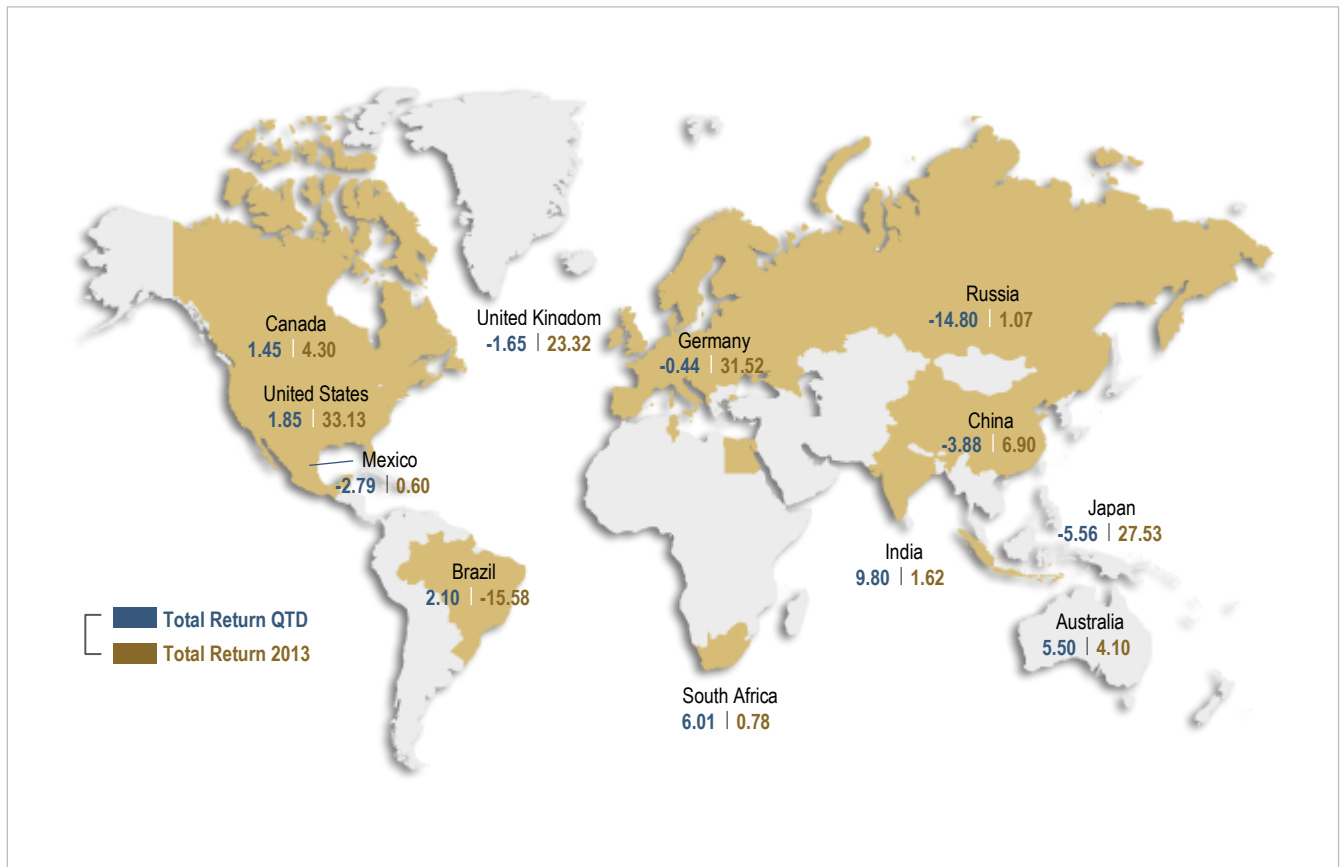 Russia
-14.80 | 1.07
United Kingdom
-1.65 | 23.32
Canada
1.45 | 4.30
Germany
-0.44 | 31.52
United States
1.85 | 33.13
China
-3.88 | 6.90
Mexico
-2.79 | 0.60
Japan
-5.56 | 27.53
India
9.80 | 1.62
Brazil
2.10 | -15.58
Total Return QTD
Total Return 2013
Australia
5.50 | 4.10
South Africa
6.01 | 0.78